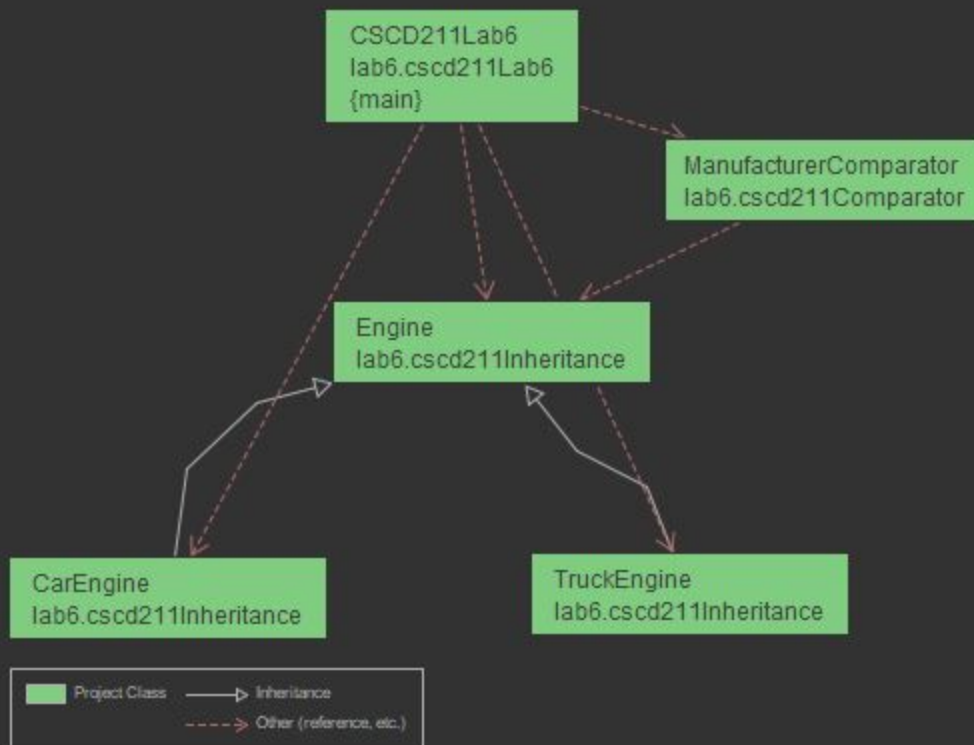 CSCD211Lab6
lab6.cscd211Lab6
{main}
ManufacturerComparator
lab6.cscd211Comparator
Engine
lab6.cscd211Inheritance
CarEngine
lab6.cscd211Inheritance
TruckEngine
lab6.cscd211Inheritance
Project Class
Inheritance
Other (reference, etc.)